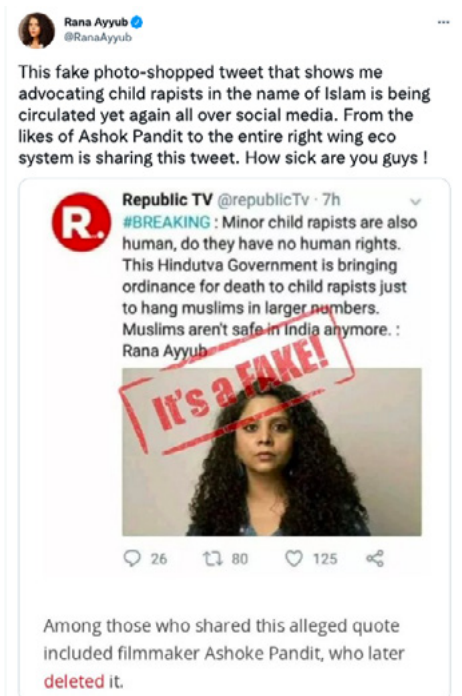 Rana Ayyub
@RanaAyyub
This fake photo-shopped tweet that shows me
advocating child rapists in the name of Islam is being
circulated yet again all over social media. From the
likes of Ashok Pandit to the entire right wing eco
system is sharing this tweet. How sick are you guys !
R.
Republic TV @republicTv · 7h
#BREAKING : Minor child rapists are also
human, do they have no human rights.
This Hindutva Government is bringing
ordinance for death to child rapists just
to hang muslims in larger numbers.
Muslims aren't safe in India anymore. :
Rana Ayyub
It's a FAKE!
26 80 125
Among those who shared this alleged quote
included filmmaker Ashoke Pandit, who later
deleted it.